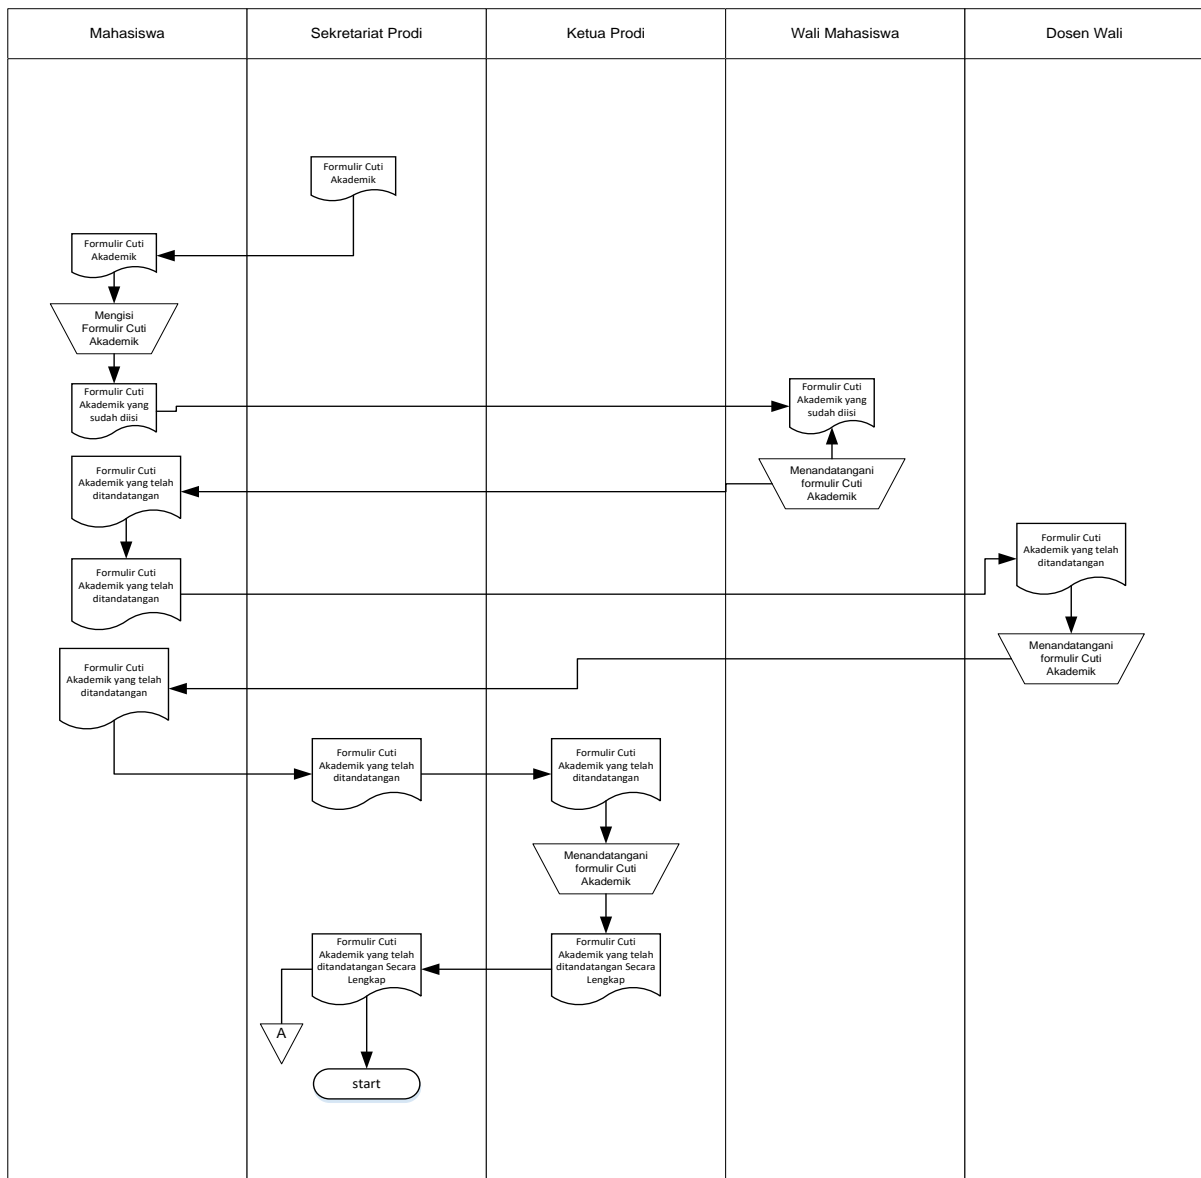 Mahasiswa
Sekretariat Prodi
Ketua Prodi
Wali Mahasiswa
Dosen Wali
Formulir Cuti
Akademik
Formulir Cuti
Akademik
Mengisi
Formulir Cuti
Akademik
Formulir Cuti
Akademik yang
sudah diisi
Formulir Cuti
Akademik yang
sudah diisi
Menandatangani
formulir Cuti
Akademik
Formulir Cuti
Akademik yang telah
ditandatangan
Formulir Cuti
Akademik yang telah
ditandatangan
Formulir Cuti
Akademik yang telah
ditandatangan
Menandatangani
formulir Cuti
Akademik
Formulir Cuti
Akademik yang telah
ditandatangan
Formulir Cuti
Akademik yang telah
ditandatangan
Formulir Cuti
Akademik yang telah
ditandatangan
Menandatangani
formulir Cuti
Akademik
Formulir Cuti
Akademik yang telah
ditandatangan Secara
Lengkap
Formulir Cuti
Akademik yang telah
ditandatangan Secara
Lengkap
A
start